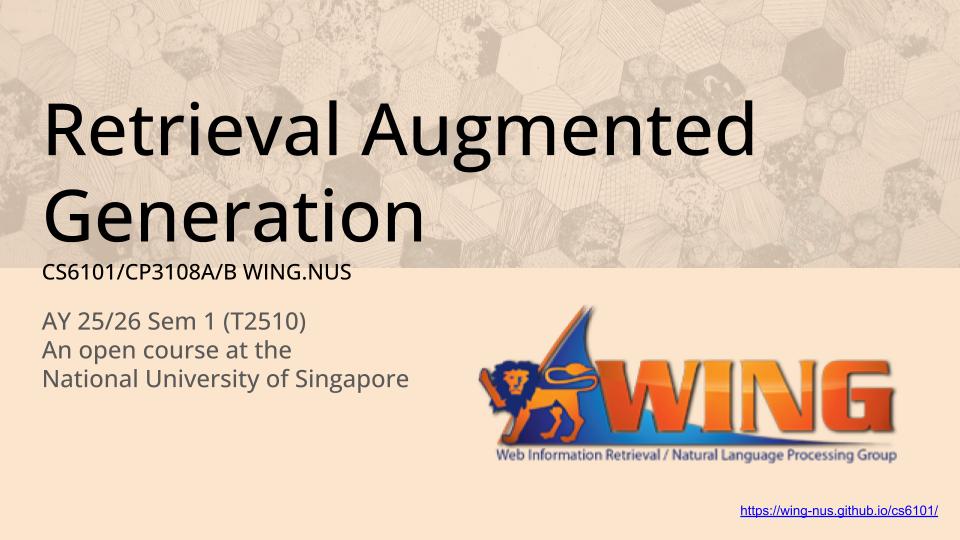 Retrieval Augmented
Generation
CS6101/CP3108A/B WING.NUS
AY 25/26 Sem 1 (T2510)
An open course at the
National University of Singapore
WING
Web Information Retrieval / Natural Language Processing Group
https://wing-nus.github.io/cs6101/